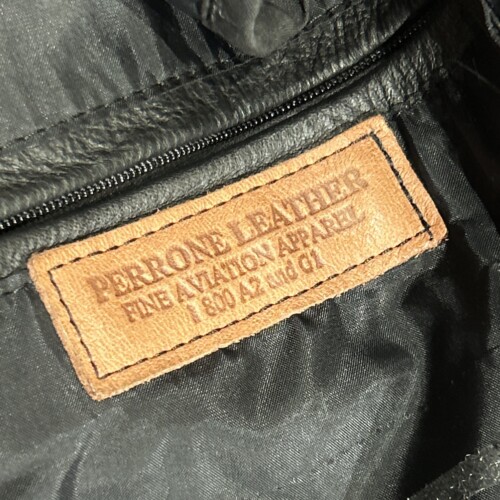 PERRONE LEATHER
FINE AVIATION APPAREL
1 800 A2 and G1